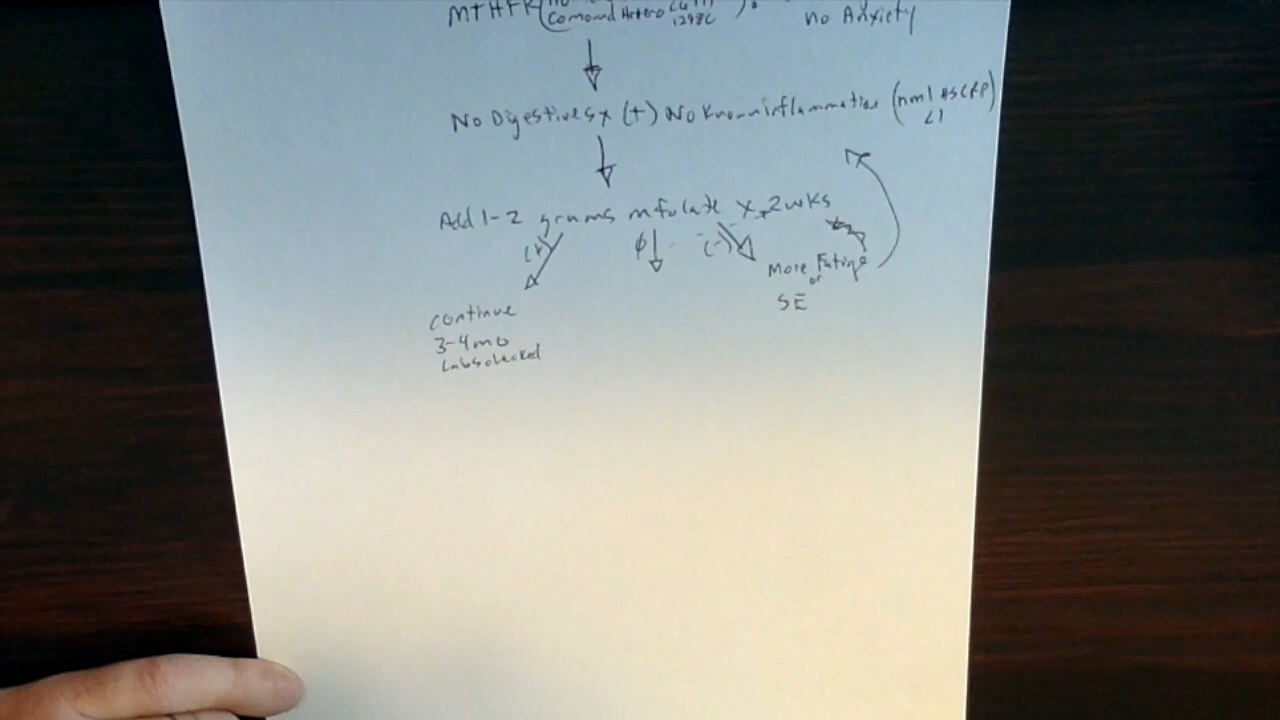 MTHFR (
Compound Hetero C677
1298C
). no Anxiety
No Digestive sx (+) No Known inflammation (nml HSCRP)
<1
Add 1-2 grams mfolate x 2wks
(+) ϕ (-)
More Fatigue
or
SE
continue
3-4mo
Labs checked